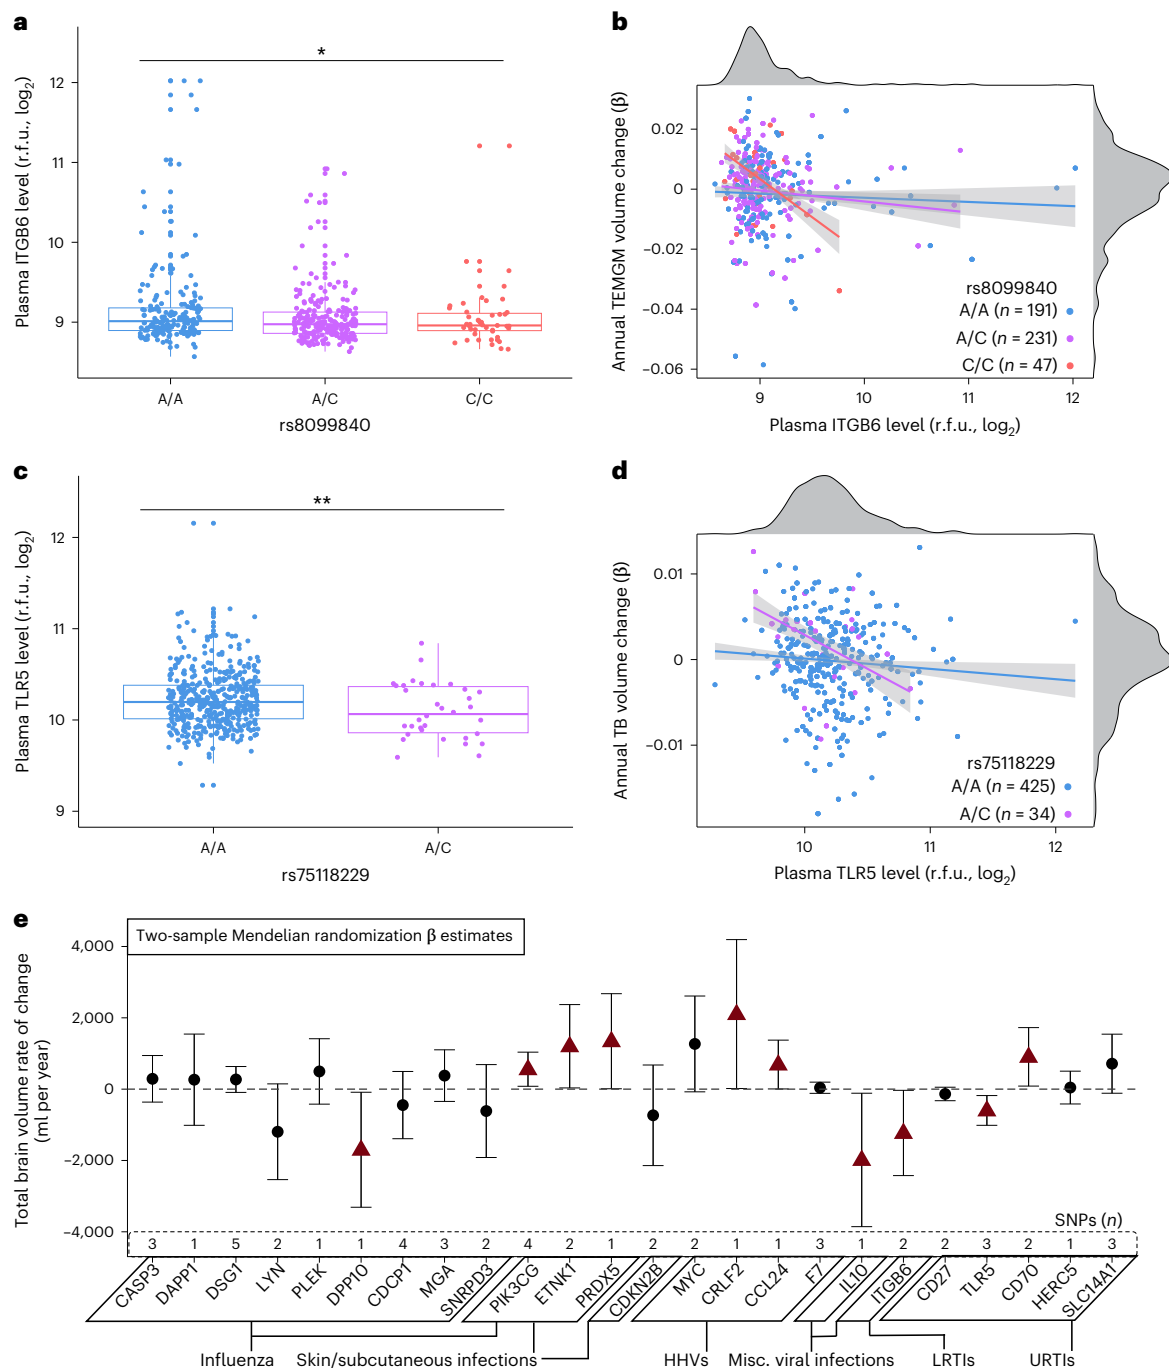 a
*
Plasma ITGB6 level (r.f.u., log2)
12
11
10
9
A/A
A/C
C/C
rs8099840
b
Annual TEMGM volume change (β)
0.02
0
−0.02
−0.04
−0.06
rs8099840
A/A (n = 191)
A/C (n = 231)
C/C (n = 47)
9
10
11
12
Plasma ITGB6 level (r.f.u., log2)
c
**
Plasma TLR5 level (r.f.u., log2)
12
11
10
9
A/A
A/C
rs75118229
d
Annual TB volume change (β)
0.01
0
−0.01
rs75118229
A/A (n = 425)
A/C (n = 34)
10
11
12
Plasma TLR5 level (r.f.u., log2)
e
Two-sample Mendelian randomization β estimates
Total brain volume rate of change
(ml per year)
4,000
2,000
0
−2,000
−4,000
SNPs (n)
3 1 5 2 1 1 4 3 2 4 2 1 2 2 1 1 3 1 2 2 3 2 1 3
CASP3 DAPP1 DSG1 LYN PLEK DPP10 CDCP1 MGA SNRPD3 PIK3CG ETNK1 PRDX5 CDKN2B MYC CRLF2 CCL24 F7 IL10 ITGB6 CD27 TLR5 CD70 HERC5 SLC14A1
Influenza Skin/subcutaneous infections HHVs Misc. viral infections LRTIs URTIs